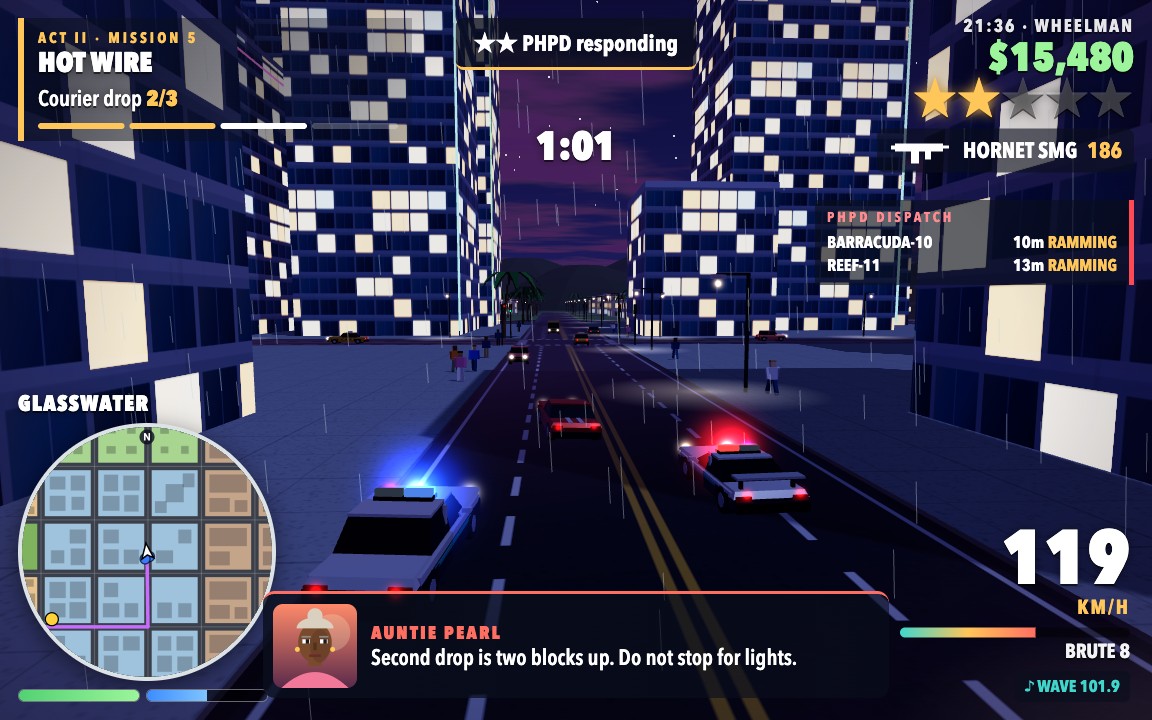 ACT II · MISSION 5
HOT WIRE
Courier drop 2/3
★★ PHPD responding
1:01
21:36 · WHEELMAN
$15,480
HORNET SMG 186
PHPD DISPATCH
BARRACUDA-10 10m RAMMING
REEF-11 13m RAMMING
GLASSWATER
N
AUNTIE PEARL
Second drop is two blocks up. Do not stop for lights.
119
KM/H
BRUTE 8
♪ WAVE 101.9